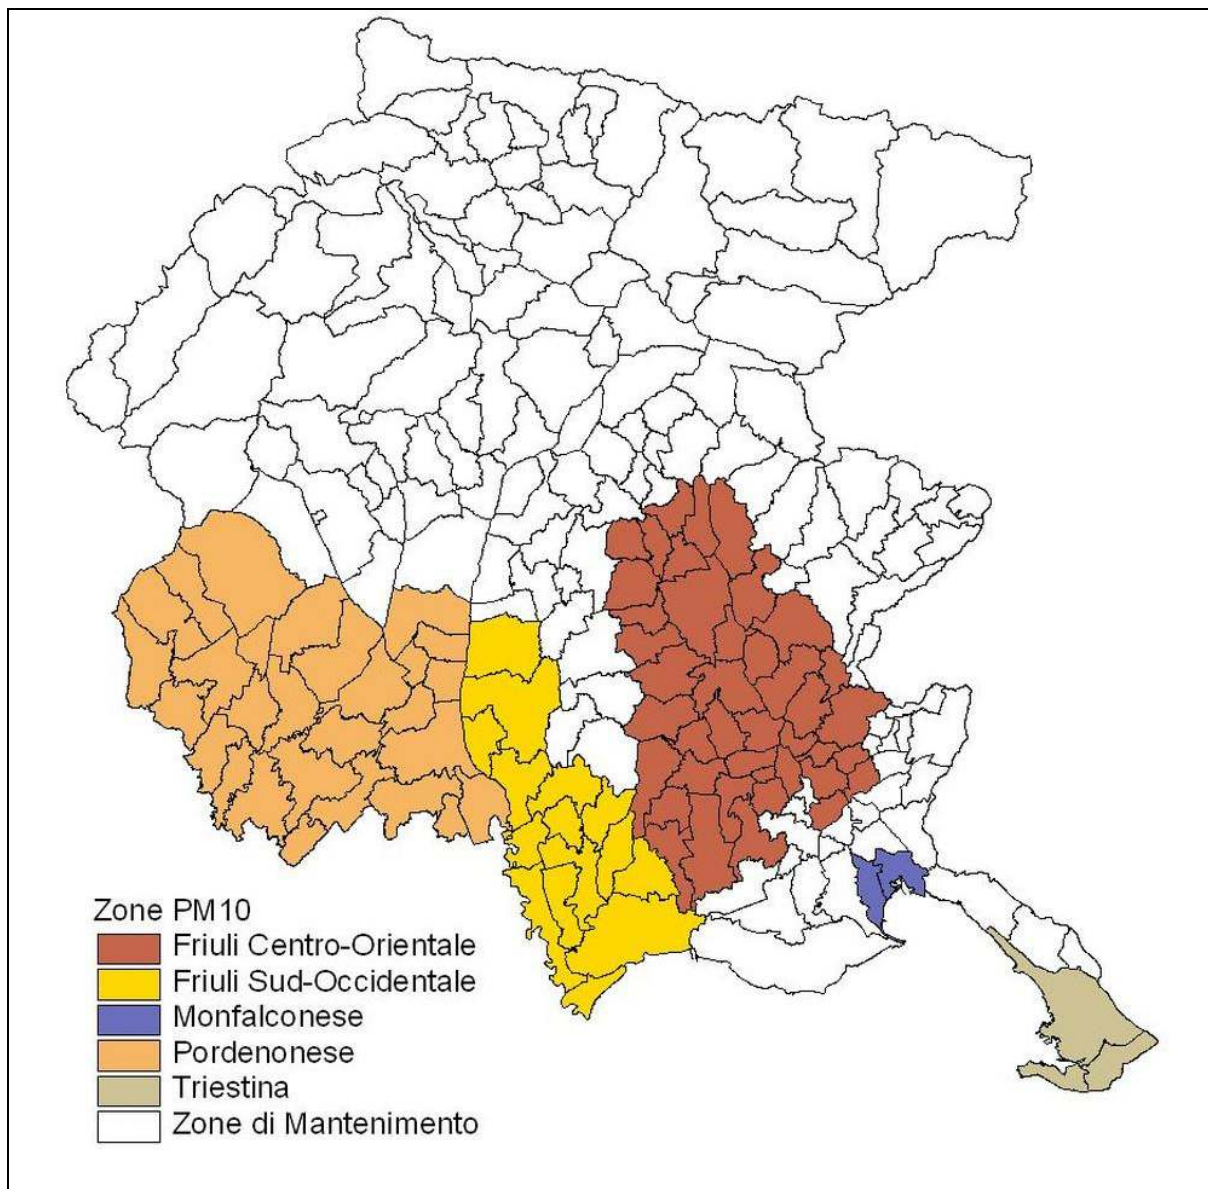 Zone PM10
Friuli Centro-Orientale
Friuli Sud-Occidentale
Monfalconese
Pordenonese
Triestina
Zone di Mantenimento